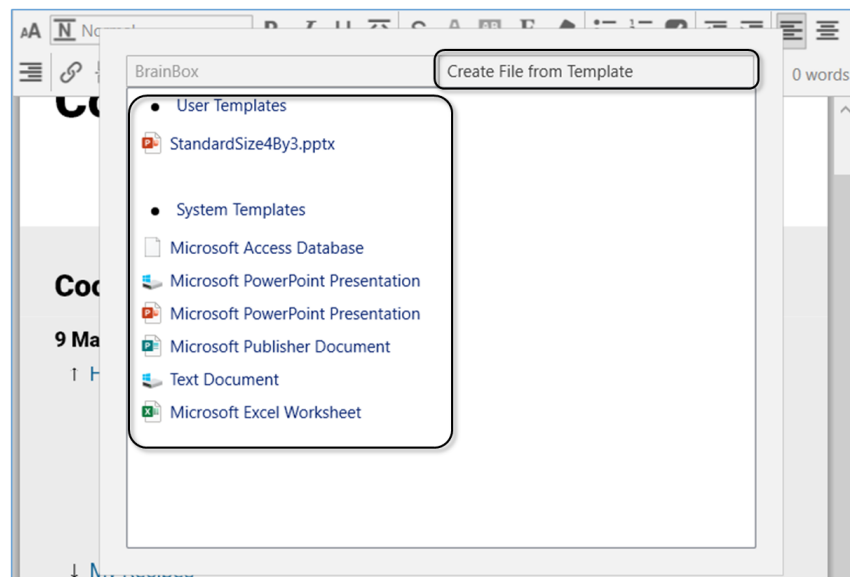 AA N
0 words
BrainBox
Create File from Template
User Templates
StandardSize4By3.pptx
System Templates
Microsoft Access Database
Microsoft PowerPoint Presentation
Microsoft PowerPoint Presentation
Microsoft Publisher Document
Text Document
Microsoft Excel Worksheet
9